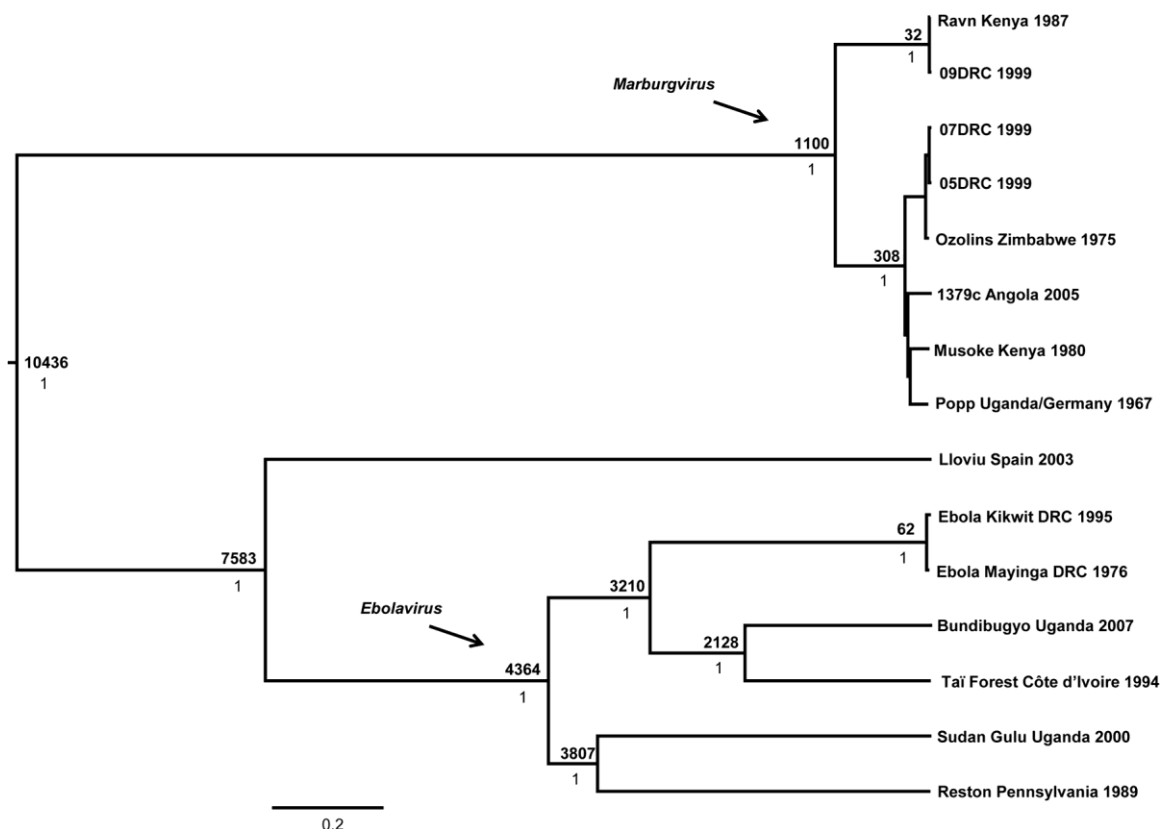 Ravn Kenya 1987
32
1
09DRC 1999
Marburgvirus
07DRC 1999
1100
1
05DRC 1999
Ozolins Zimbabwe 1975
308
1
1379c Angola 2005
Musoke Kenya 1980
10436
1
Popp Uganda/Germany 1967
Lloviu Spain 2003
Ebola Kikwit DRC 1995
62
1
7583
1
Ebola Mayinga DRC 1976
3210
1
Ebolavirus
Bundibugyo Uganda 2007
2128
1
4364
1
Taï Forest Côte d'Ivoire 1994
Sudan Gulu Uganda 2000
3807
1
Reston Pennsylvania 1989
0.2